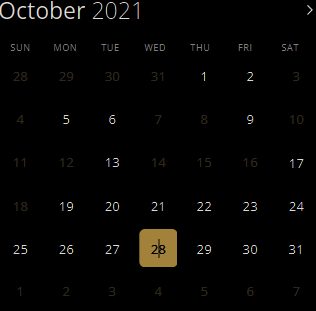 October 2021
SUN MON TUE WED THU FRI SAT
28 29 30 31 1 2 3
4 5 6 7 8 9 10
11 12 13 14 15 16 17
18 19 20 21 22 23 24
25 26 27 28 29 30 31
1 2 3 4 5 6 7